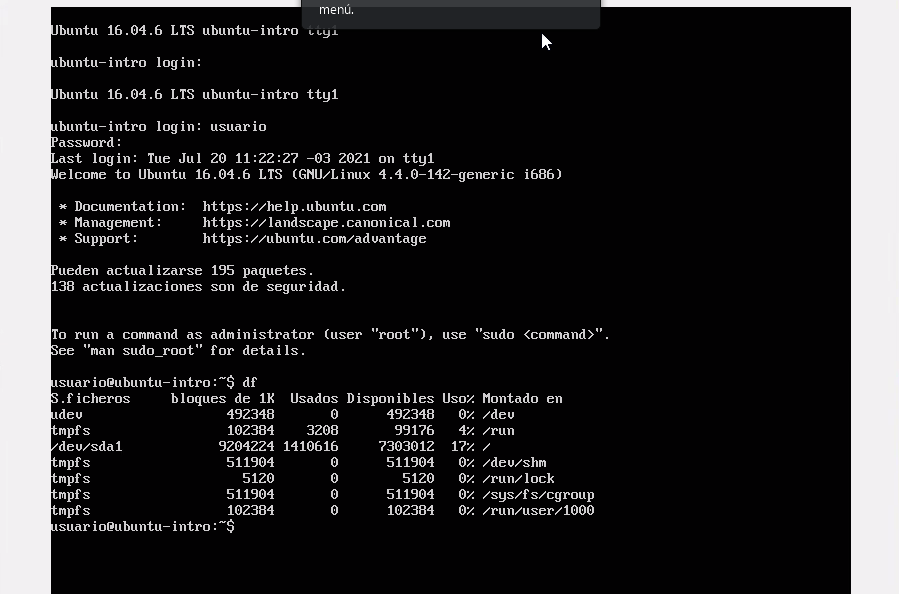 menú.
Ubuntu 16.04.6 LTS ubuntu-intro tty1
ubuntu-intro login:
Ubuntu 16.04.6 LTS ubuntu-intro tty1
ubuntu-intro login: usuario
Password:
Last login: Tue Jul 20 11:22:27 -03 2021 on tty1
Welcome to Ubuntu 16.04.6 LTS (GNU/Linux 4.4.0-142-generic i686)
* Documentation:  https://help.ubuntu.com
* Management:     https://landscape.canonical.com
* Support:        https://ubuntu.com/advantage
Pueden actualizarse 195 paquetes.
138 actualizaciones son de seguridad.
To run a command as administrator (user "root"), use "sudo <command>".
See "man sudo_root" for details.
usuario@ubuntu-intro:~$ df
S.ficheros     bloques de 1K  Usados Disponibles Uso% Montado en
udev                  492348       0      492348   0% /dev
tmpfs                 102384    3208       99176   4% /run
/dev/sda1            9204224 1410616     7303012  17% /
tmpfs                 511904       0      511904   0% /dev/shm
tmpfs                   5120       0        5120   0% /run/lock
tmpfs                 511904       0      511904   0% /sys/fs/cgroup
tmpfs                 102384       0      102384   0% /run/user/1000
usuario@ubuntu-intro:~$